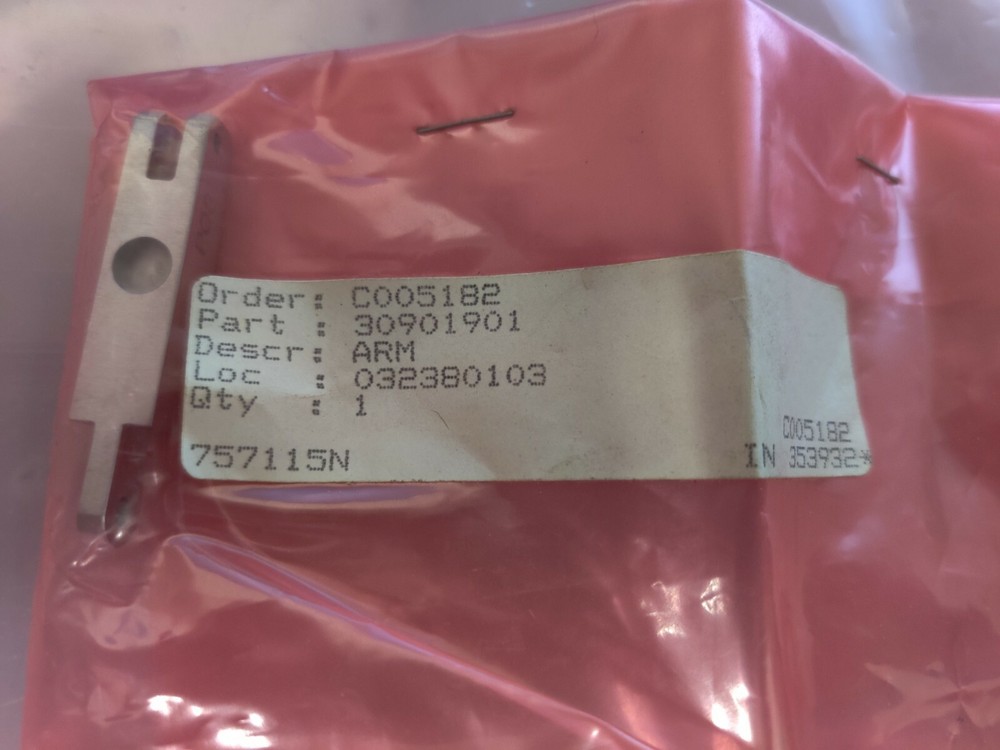 Order: C005182
Part : 30901901
Descr: ARM
Loc : 032380103
Qty : 1
C005182
757115N IN 353932*